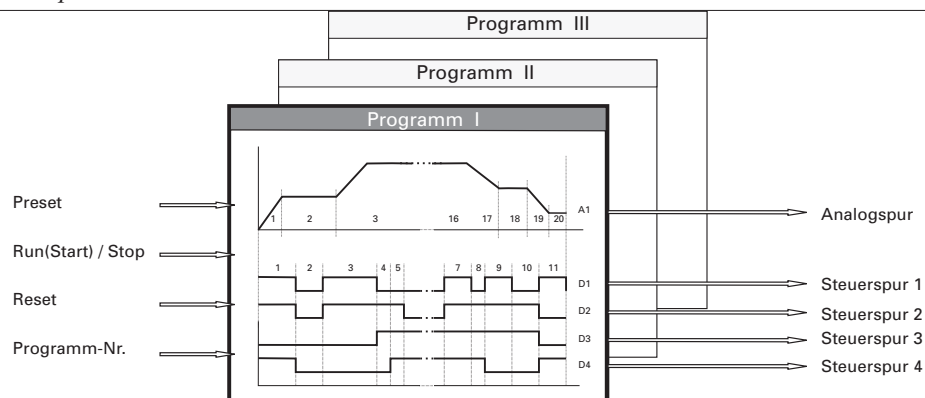 Programm III
Programm II
Programm I
Preset
Run(Start) / Stop
Reset
Programm-Nr.
1 2 3 16 17 18 19 20 A1
1 2 3 4 5 7 8 9 10 11 D1
D2
D3
D4
Analogspur
Steuerspur 1
Steuerspur 2
Steuerspur 3
Steuerspur 4